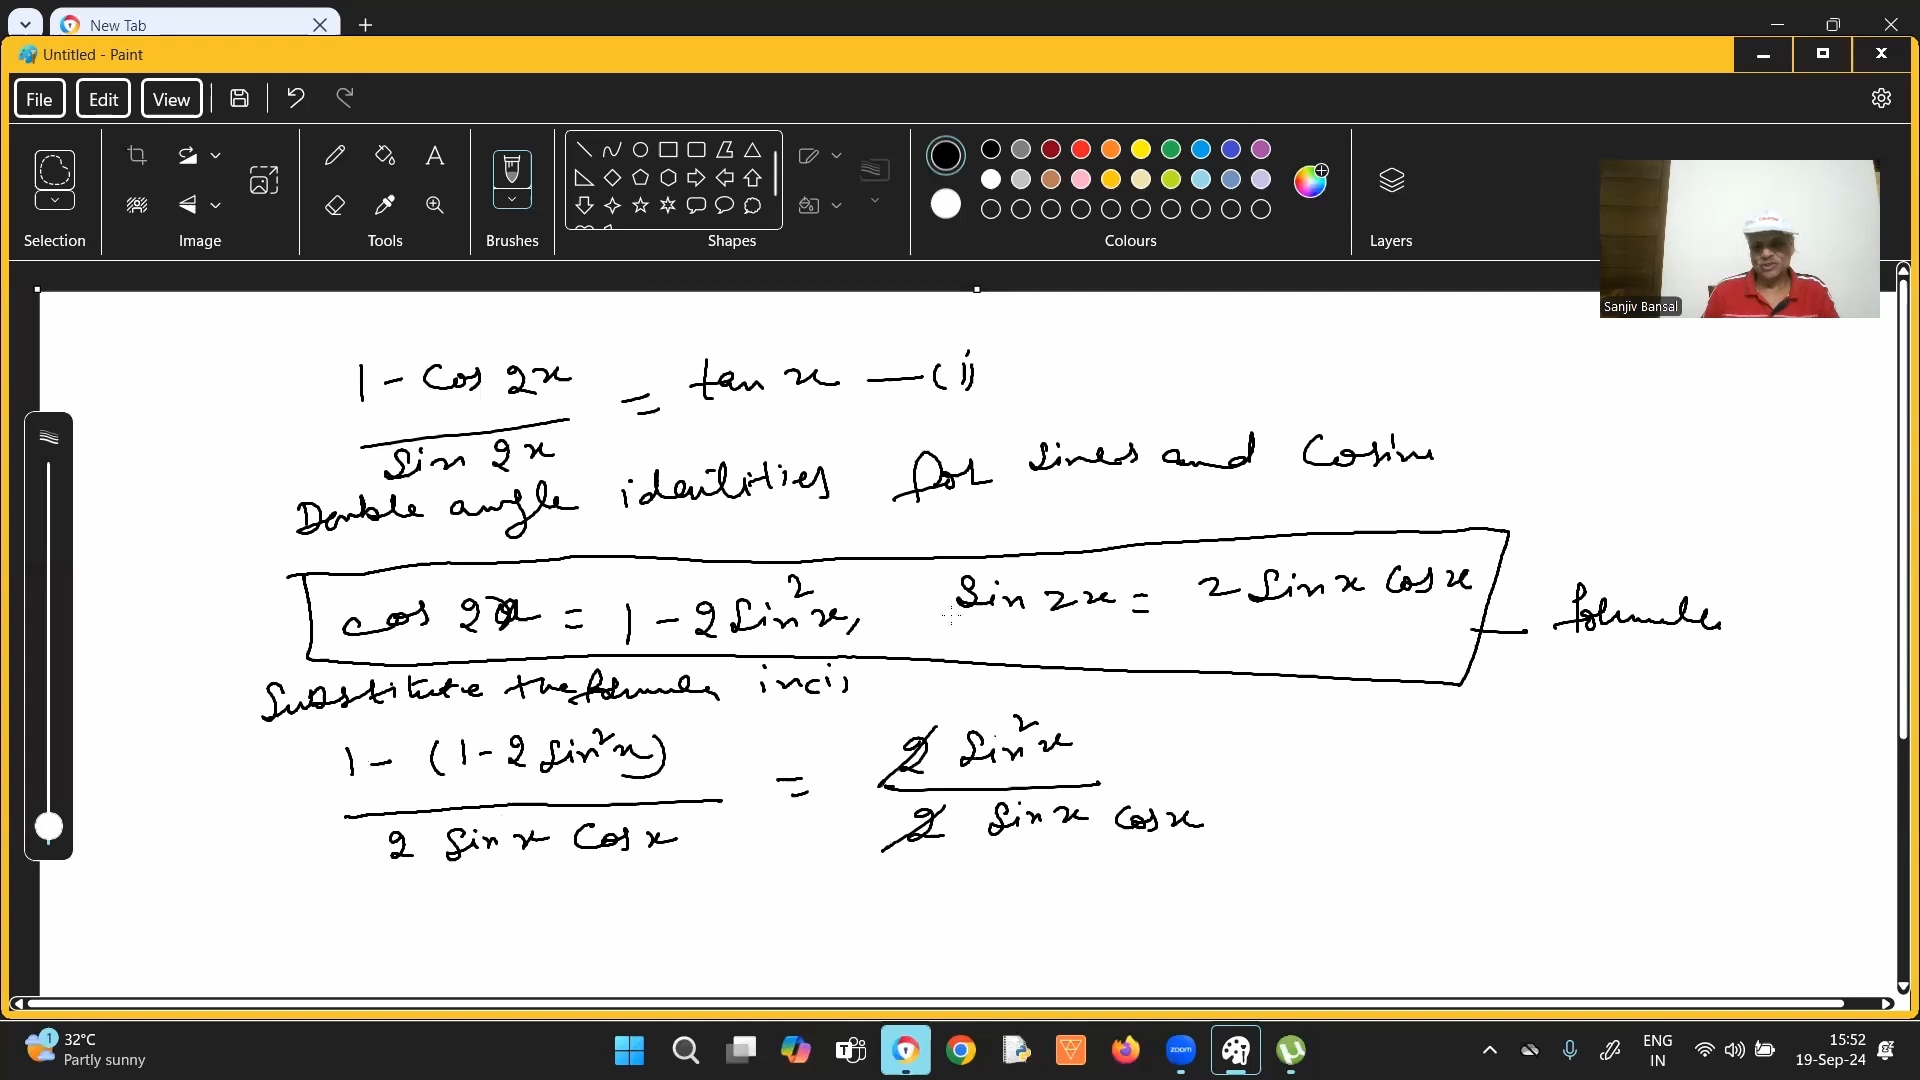 New Tab
Untitled - Paint
File Edit View
Selection Image Tools Brushes Shapes Colours Layers
Sanjiv Bansal
1 - Cos 2x
= tan x —(i)
Sin 2x
Double angle identities for sines and Cosine
cos 2x = 1 - 2 Sin²x, Sin 2x = 2 Sin x Cos x — formula
Substitute the formula in (i)
1 - (1 - 2 Sin²x) = 2 Sin²x
2 Sin x Cos x 2 Sin x Cos x
1
32°C
Partly sunny
zoom
ENG
IN
15:52
19-Sep-24